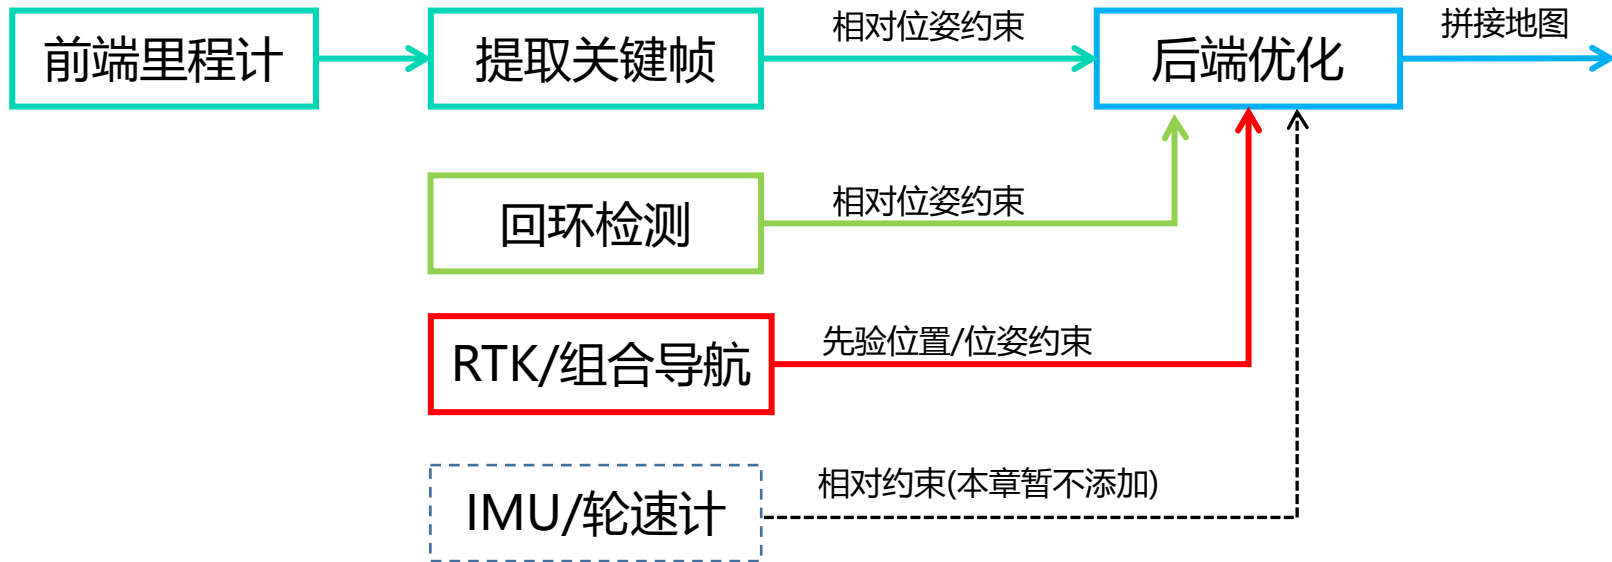 前端里程计
提取关键帧
相对位姿约束
后端优化
拼接地图
回环检测
相对位姿约束
RTK/组合导航
先验位置/位姿约束
IMU/轮速计
相对约束(本章暂不添加)